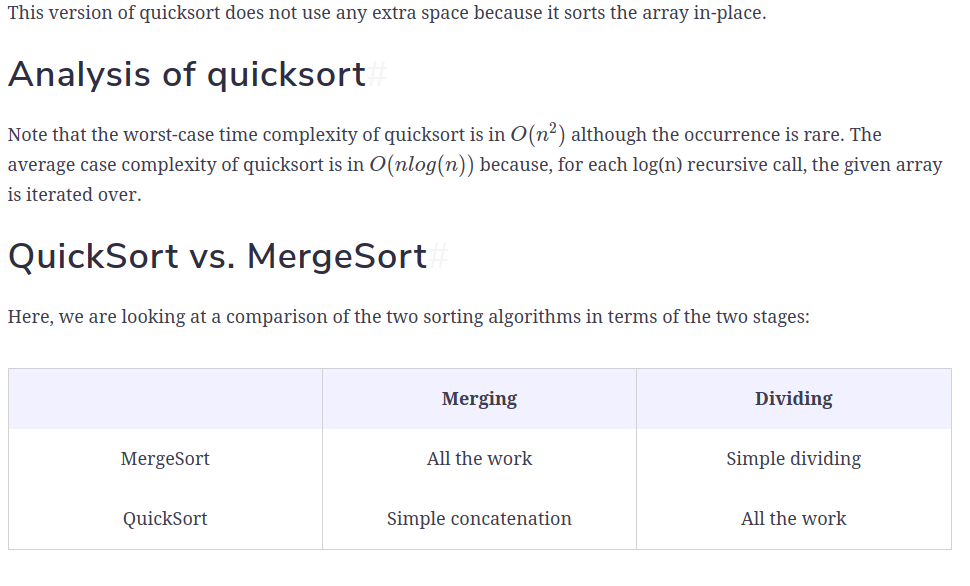 This version of quicksort does not use any extra space because it sorts the array in-place.
Analysis of quicksort#
Note that the worst-case time complexity of quicksort is in O(n²) although the occurrence is rare. The
average case complexity of quicksort is in O(nlog(n)) because, for each log(n) recursive call, the given array
is iterated over.
QuickSort vs. MergeSort#
Here, we are looking at a comparison of the two sorting algorithms in terms of the two stages:
Merging Dividing
MergeSort All the work Simple dividing
QuickSort Simple concatenation All the work